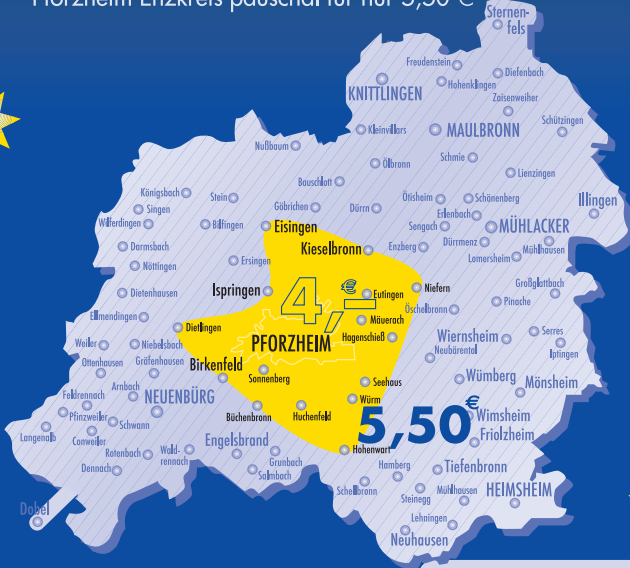 Pforzheim Enzkreis pauschal für nur 5,50 €
Sternen-
fels
Freudenstein
Diefenbach
Hohenklingen
KNITTLINGEN
Zaisenweiher
Kleinvillars
MAULBRONN
Schützingen
Nußbaum
Schmie
Ölbronn
Lienzingen
Bauschlott
Königsbach
Stein
Ötisheim
Schönenberg
Illingen
Singen
Göbrichen
Dürrn
Erlenbach
Wilferdingen
Bilfingen
Eisingen
Sengach
MÜHLACKER
Darmsbach
Kieselbronn
Enzberg
Dürrmenz
Mühlhausen
Nöttingen
Ersingen
Lomersheim
Großglattbach
Dietenhausen
Ispringen
4,–€
Eutingen
Niefern
Pinache
Ellmendingen
Öschelbronn
Dietlingen
Mäuerach
Wiernsheim
Serres
Weiler
Niebelsbach
PFORZHEIM
Hagenschieß
Neubärental
Iptingen
Ottenhausen
Gräfenhausen
Birkenfeld
Sonnenberg
Seehaus
Würmberg
Mönsheim
Feldrennach
Arnbach
NEUENBÜRG
Würm
Pfinzweiler
Schwann
Büchenbronn
Huchenfeld
5,50€
Wimsheim
Langenalb
Conweiler
Engelsbrand
Friolzheim
Rotenbach
Wald-
rennach
Hohenwart
Dennach
Grunbach
Salmbach
Hamberg
Tiefenbronn
Schellbronn
Steinegg
Mühlhausen
HEIMSHEIM
Dobel
Lehningen
Neuhausen